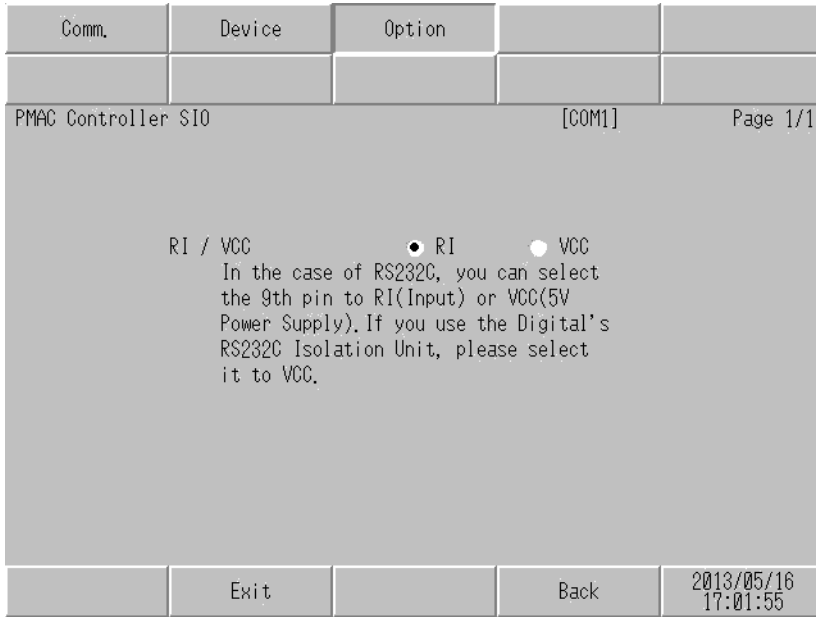 Comm. Device Option
PMAC Controller SIO [COM1] Page 1/1
RI / VCC RI VCC
In the case of RS232C, you can select
the 9th pin to RI(Input) or VCC(5V
Power Supply).If you use the Digital's
RS232C Isolation Unit, please select
it to VCC.
Exit Back 2013/05/16
17:01:55